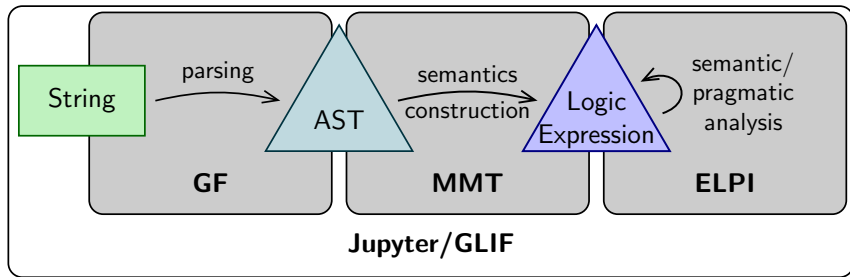 String
parsing
AST
semantics
construction
Logic
Expression
semantic/
pragmatic
analysis
GF
MMT
ELPI
Jupyter/GLIF